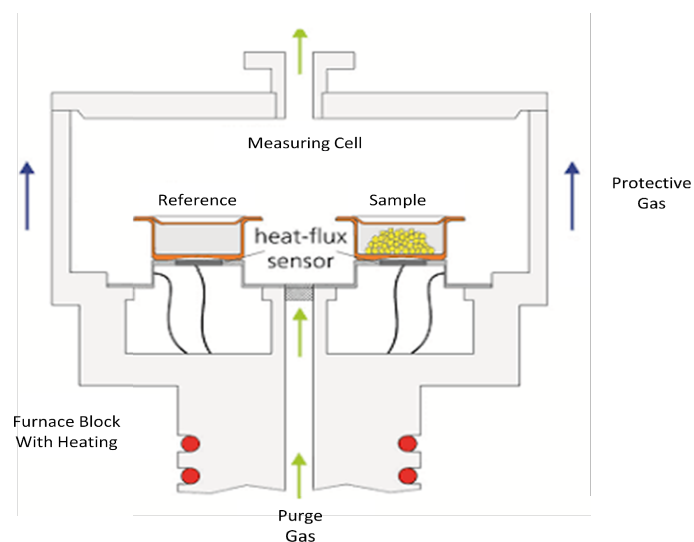 Measuring Cell
Reference
Sample
Protective
Gas
heat-flux
sensor
Furnace Block
With Heating
Purge
Gas